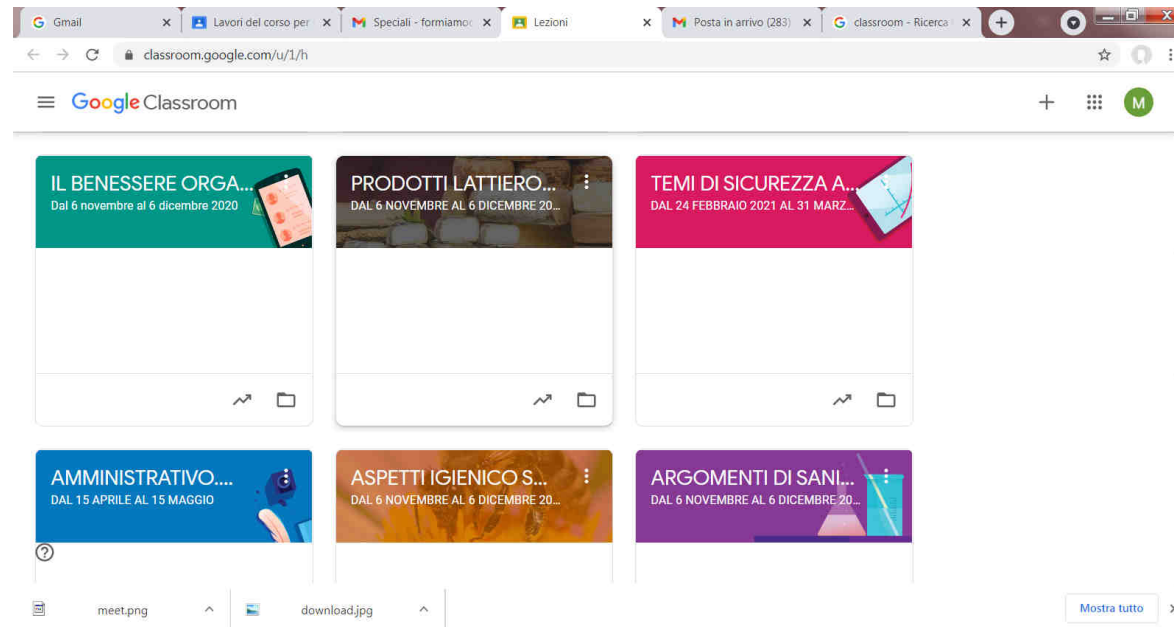 Gmail
Lavori del corso per
Speciali - formiamoc
Lezioni
Posta in arrivo (283)
classroom - Ricerca
classroom.google.com/u/1/h
Google Classroom
M
IL BENESSERE ORGA...
Dal 6 novembre al 6 dicembre 2020
PRODOTTI LATTIERO...
DAL 6 NOVEMBRE AL 6 DICEMBRE 20...
TEMI DI SICUREZZA A...
DAL 24 FEBBRAIO 2021 AL 31 MARZ...
AMMINISTRATIVO....
DAL 15 APRILE AL 15 MAGGIO
ASPETTI IGIENICO S...
DAL 6 NOVEMBRE AL 6 DICEMBRE 20...
ARGOMENTI DI SANI...
DAL 6 NOVEMBRE AL 6 DICEMBRE 20...
meet.png
download.jpg
Mostra tutto